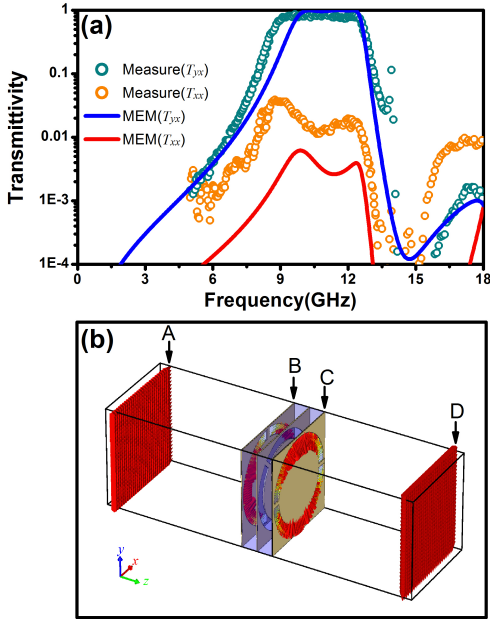 (a)
Transmittivity
1
0.1
0.01
1E-3
1E-4
Measure(Tyx)
Measure(Txx)
MEM(Tyx)
MEM(Txx)
0 3 6 9 12 15 18
Frequency(GHz)
(b)
A
B
C
D
y
x
z